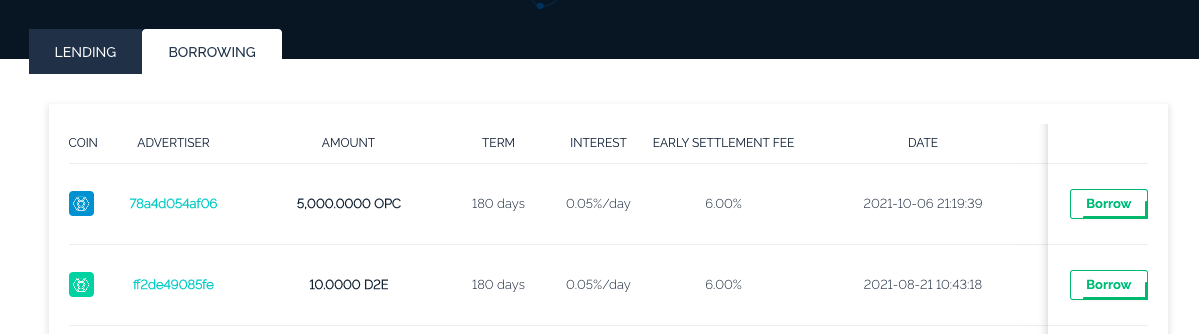 LENDING BORROWING
COIN ADVERTISER AMOUNT TERM INTEREST EARLY SETTLEMENT FEE DATE
78a4d054af06 5,000.0000 OPC 180 days 0.05%/day 6.00% 2021-10-06 21:19:39 Borrow
ff2de49085fe 10.0000 D2E 180 days 0.05%/day 6.00% 2021-08-21 10:43:18 Borrow